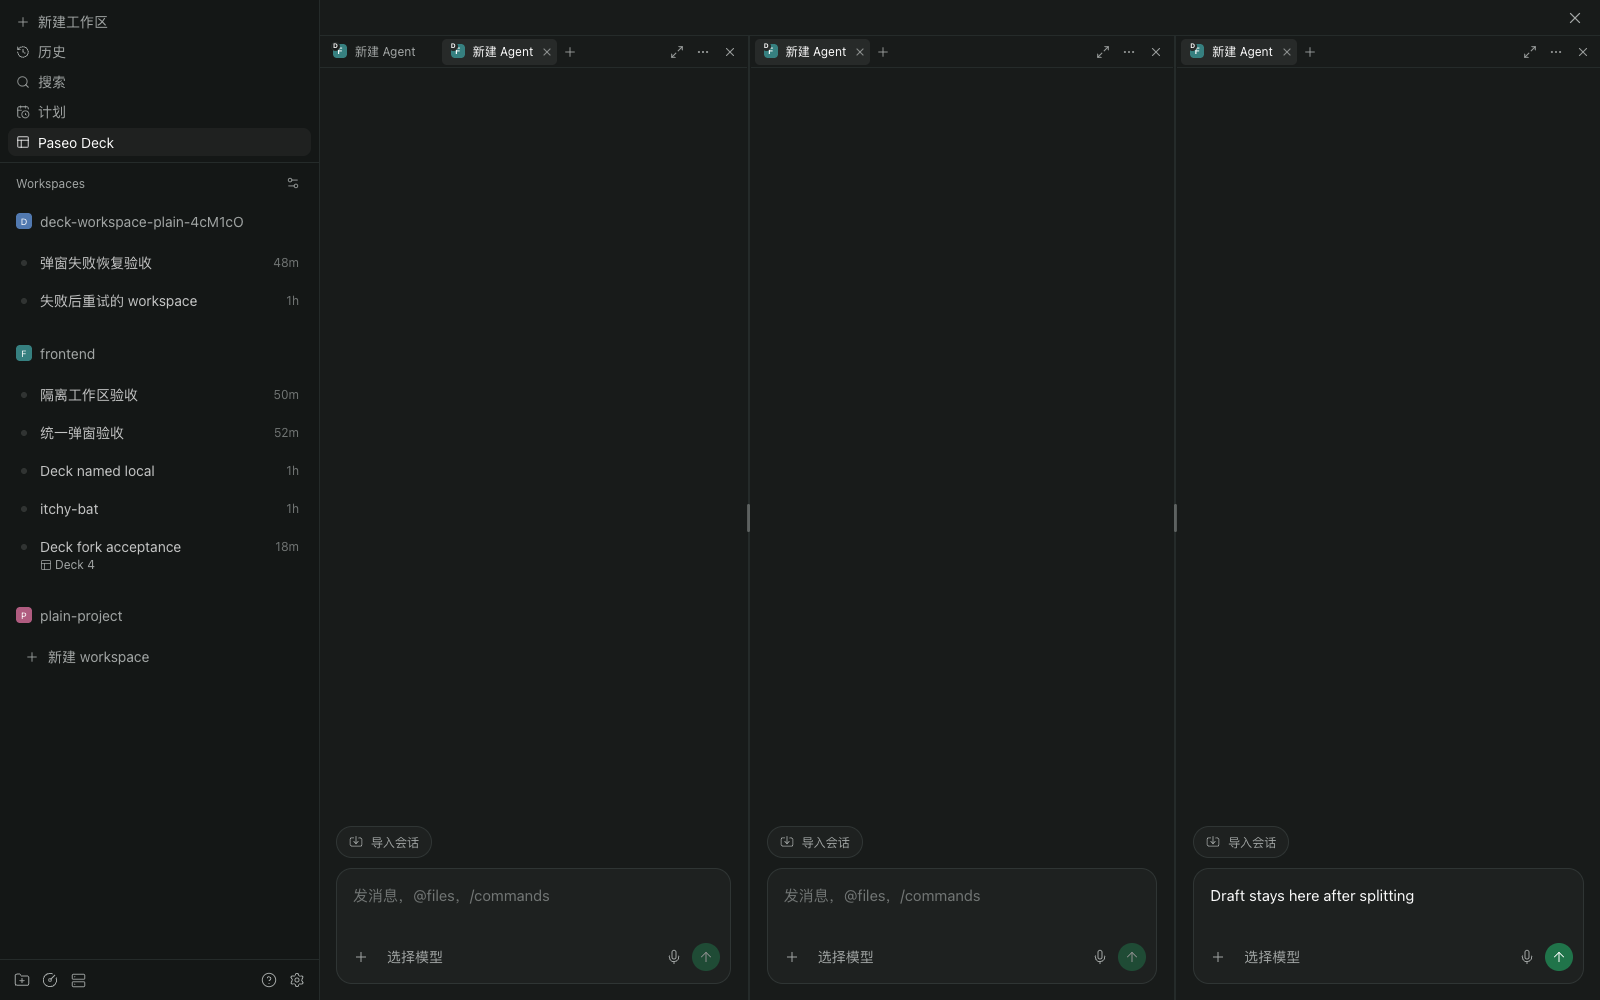 新建工作区
历史
搜索
计划
Paseo Deck
Workspaces
D deck-workspace-plain-4cM1cO
弹窗失败恢复验收 48m
失败后重试的 workspace 1h
F frontend
隔离工作区验收 50m
统一弹窗验收 52m
Deck named local 1h
itchy-bat 1h
Deck fork acceptance 18m
Deck 4
P plain-project
新建 workspace
D F 新建 Agent
D F 新建 Agent
导入会话
发消息，@files，/commands
选择模型
D F 新建 Agent
导入会话
发消息，@files，/commands
选择模型
D F 新建 Agent
导入会话
Draft stays here after splitting
选择模型